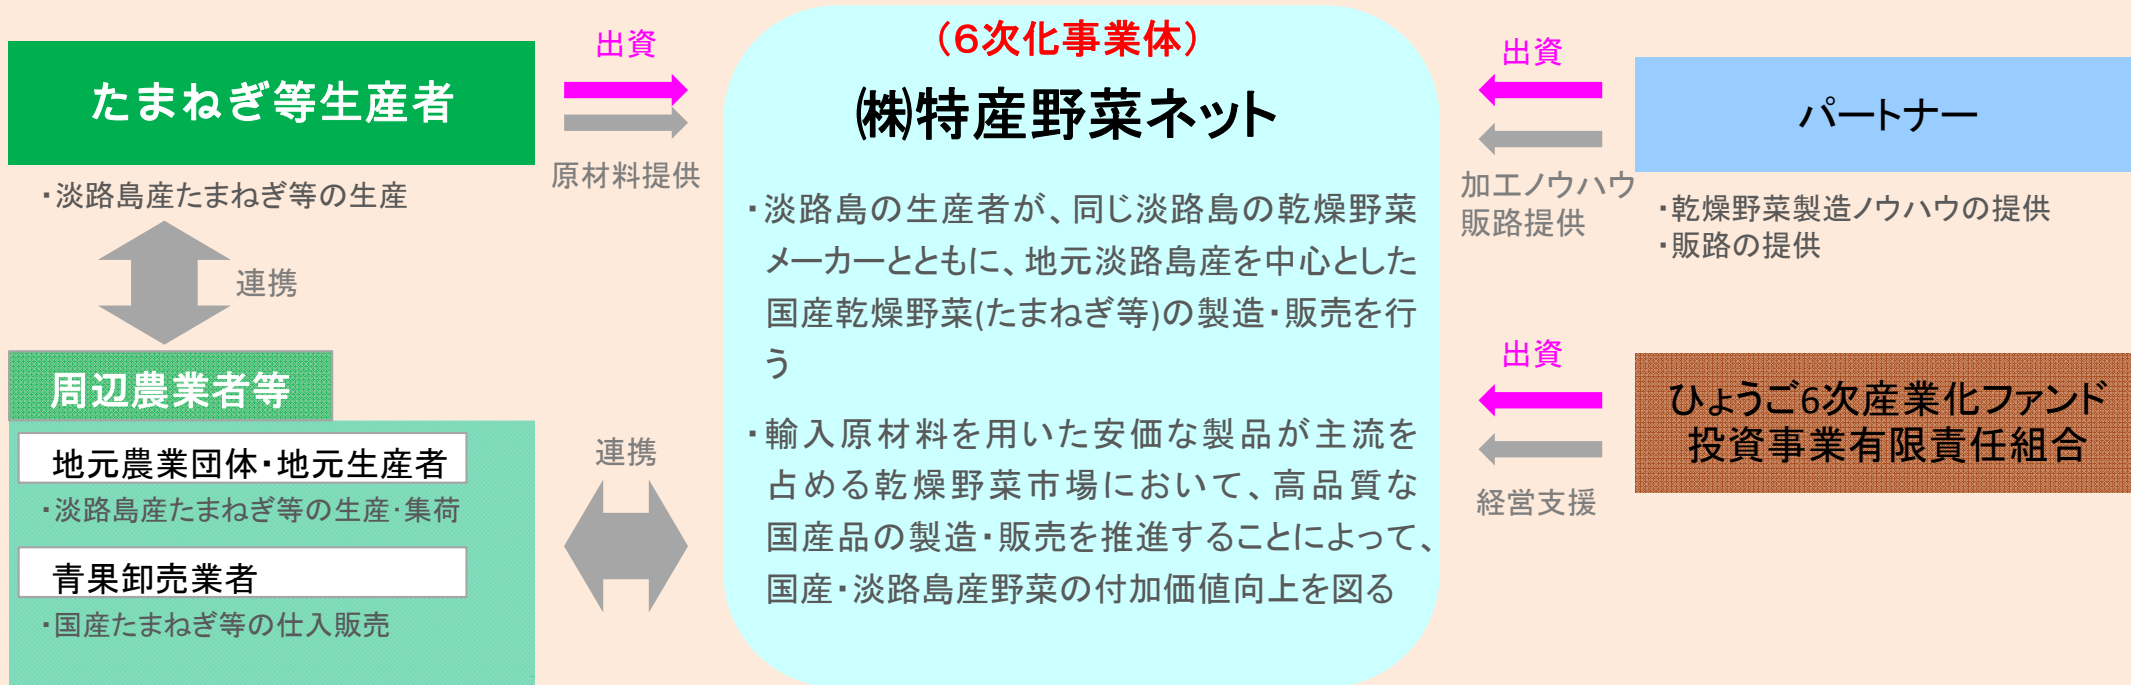 たまねぎ等生産者
・淡路島産たまねぎ等の生産
連携
周辺農業者等
地元農業団体・地元生産者
・淡路島産たまねぎ等の生産・集荷
青果卸売業者
・国産たまねぎ等の仕入販売
出資
原材料提供
連携
（６次化事業体）
㈱特産野菜ネット
・淡路島の生産者が、同じ淡路島の乾燥野菜
メーカーとともに、地元淡路島産を中心とした
国産乾燥野菜(たまねぎ等)の製造・販売を行
う
・輸入原材料を用いた安価な製品が主流を
占める乾燥野菜市場において、高品質な
国産品の製造・販売を推進することによって、
国産・淡路島産野菜の付加価値向上を図る
出資
加工ノウハウ
販路提供
出資
経営支援
パートナー
・乾燥野菜製造ノウハウの提供
・販路の提供
ひょうご6次産業化ファンド
投資事業有限責任組合